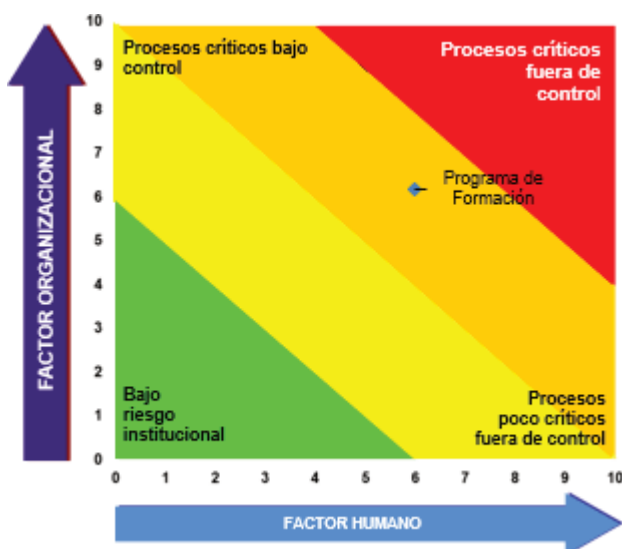 FACTOR ORGANIZACIONAL
10
9
8
7
6
5
4
3
2
1
0
Procesos críticos bajo
control
Procesos críticos
fuera de
control
Programa de
Formación
Bajo
riesgo
institucional
Procesos
poco críticos
fuera de control
0 1 2 3 4 5 6 7 8 9 10
FACTOR HUMANO